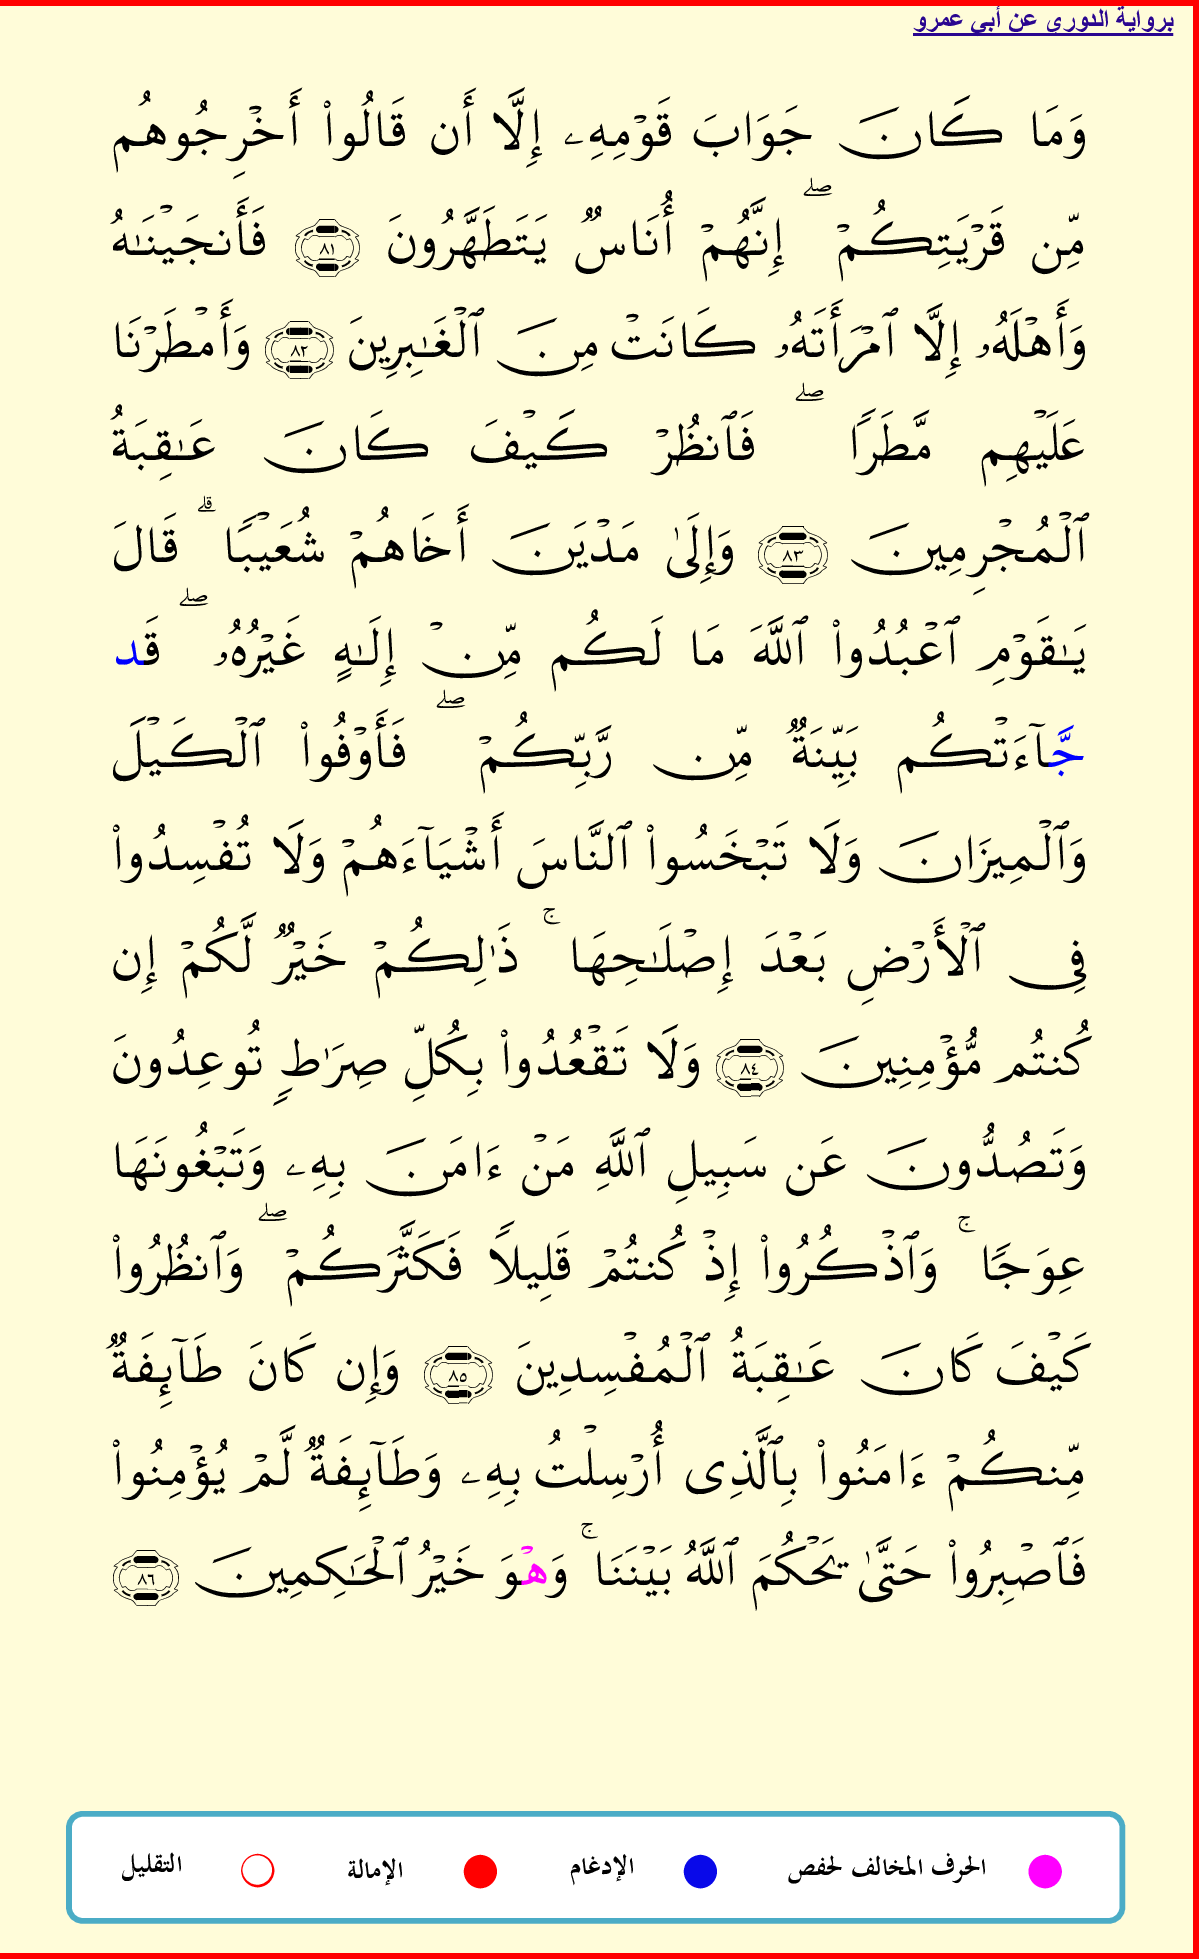 برواية الدوري عن أبي عمرو
وَمَا كَانَ جَوَابَ قَوْمِهِۦ إِلَّا أَن قَالُوا۟ أَخْرِجُوهُم
مِّن قَرْيَتِكُمْ ۖ إِنَّهُمْ أُنَاسٌ يَتَطَهَّرُونَ ٨١ فَأَنجَيْنَـٰهُ
وَأَهْلَهُۥ إِلَّا ٱمْرَأَتَهُۥ كَانَتْ مِنَ ٱلْغَـٰبِرِينَ ٨٢ وَأَمْطَرْنَا
عَلَيْهِم مَّطَرًا ۖ فَٱنظُرْ كَيْفَ كَانَ عَـٰقِبَةُ
ٱلْمُجْرِمِينَ ٨٣ وَإِلَىٰ مَدْيَنَ أَخَاهُمْ شُعَيْبًا ۗ قَالَ
يَـٰقَوْمِ ٱعْبُدُوا۟ ٱللَّهَ مَا لَكُم مِّنْ إِلَـٰهٍ غَيْرُهُۥ ۖ قَد
جَّآءَتْكُم بَيِّنَةٌ مِّن رَّبِّكُمْ ۖ فَأَوْفُوا۟ ٱلْكَيْلَ
وَٱلْمِيزَانَ وَلَا تَبْخَسُوا۟ ٱلنَّاسَ أَشْيَآءَهُمْ وَلَا تُفْسِدُوا۟
فِى ٱلْأَرْضِ بَعْدَ إِصْلَـٰحِهَا ۚ ذَٰلِكُمْ خَيْرٌ لَّكُمْ إِن
كُنتُم مُّؤْمِنِينَ ٨٤ وَلَا تَقْعُدُوا۟ بِكُلِّ صِرَٰطٍ تُوعِدُونَ
وَتَصُدُّونَ عَن سَبِيلِ ٱللَّهِ مَنْ ءَامَنَ بِهِۦ وَتَبْغُونَهَا
عِوَجًا ۚ وَٱذْكُرُوا۟ إِذْ كُنتُمْ قَلِيلًا فَكَثَّرَكُمْ ۖ وَٱنظُرُوا۟
كَيْفَ كَانَ عَـٰقِبَةُ ٱلْمُفْسِدِينَ ٨٥ وَإِن كَانَ طَآئِفَةٌ
مِّنكُمْ ءَامَنُوا۟ بِٱلَّذِى أُرْسِلْتُ بِهِۦ وَطَآئِفَةٌ لَّمْ يُؤْمِنُوا۟
فَٱصْبِرُوا۟ حَتَّىٰ يَحْكُمَ ٱللَّهُ بَيْنَنَا ۚ وَهْوَ خَيْرُ ٱلْحَـٰكِمِينَ ٨٦
الحرف المخالف لحفص الإدغام الإمالة التقليل